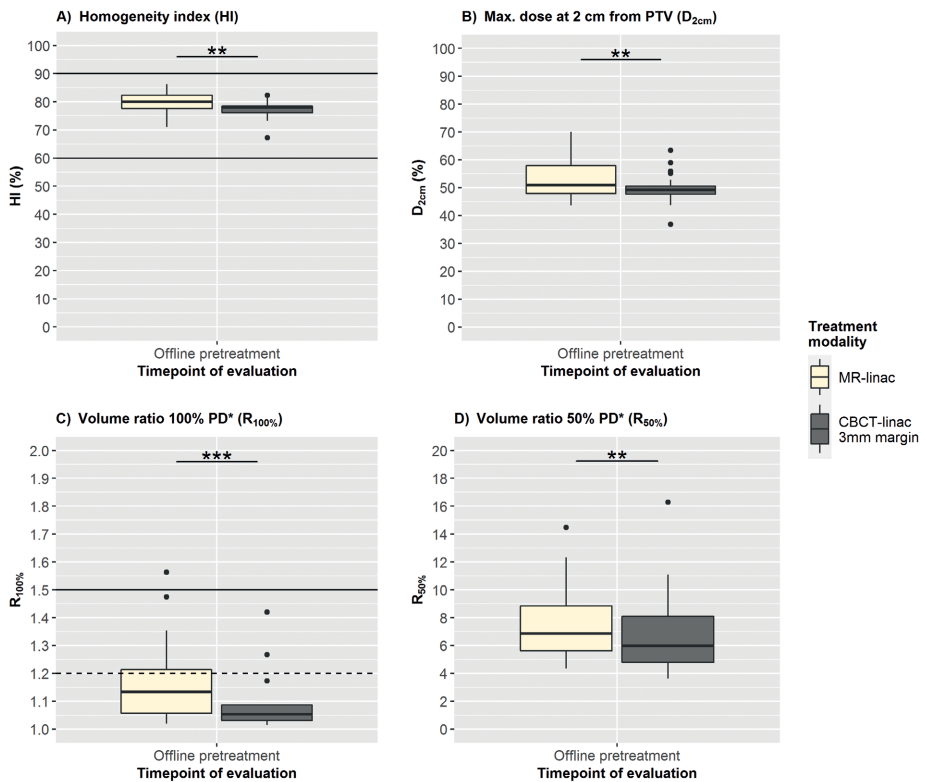 A) Homogeneity index (HI)
**
100
90
80
70
60
50
40
30
20
10
0
HI (%)
Offline pretreatment
Timepoint of evaluation
B) Max. dose at 2 cm from PTV (D2cm)
**
100
90
80
70
60
50
40
30
20
10
0
D2cm (%)
Offline pretreatment
Timepoint of evaluation
Treatment
modality
MR-linac
CBCT-linac
3mm margin
C) Volume ratio 100% PD* (R100%)
***
2.0
1.9
1.8
1.7
1.6
1.5
1.4
1.3
1.2
1.1
1.0
R100%
Offline pretreatment
Timepoint of evaluation
D) Volume ratio 50% PD* (R50%)
**
20
18
16
14
12
10
8
6
4
2
0
R50%
Offline pretreatment
Timepoint of evaluation